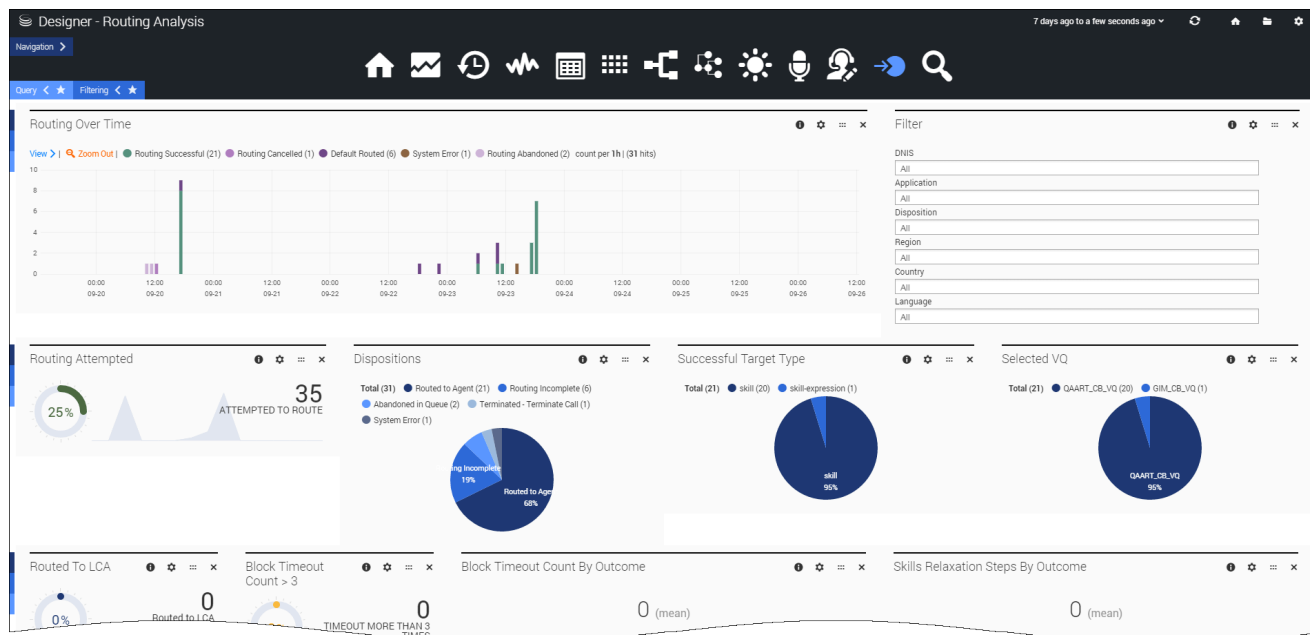 Designer - Routing Analysis
7 days ago to a few seconds ago
Navigation
Query
Filtering
Routing Over Time
View | Zoom Out | Routing Successful (21) Routing Cancelled (1) Default Routed (6) System Error (1) Routing Abandoned (2) count per 1h | (31 hits)
10
8
6
4
2
0
00:00 12:00 00:00 12:00 00:00 12:00 00:00 12:00 00:00 12:00 00:00 12:00 00:00 12:00
09-20 09-20 09-21 09-21 09-22 09-22 09-23 09-23 09-24 09-24 09-25 09-25 09-26 09-26
Filter
DNIS
All
Application
All
Disposition
All
Region
All
Country
All
Language
All
Routing Attempted
25%
35
ATTEMPTED TO ROUTE
Dispositions
Total (31) Routed to Agent (21) Routing Incomplete (6)
Abandoned in Queue (2) Terminated - Terminate Call (1)
System Error (1)
ing Incomplete
19%
Routed to Age
68%
Successful Target Type
Total (21) skill (20) skill-expression (1)
skill
95%
Selected VQ
Total (21) QAART_CB_VQ (20) GIM_CB_VQ (1)
QAART_CB_VQ
95%
Routed To LCA
0%
0
Routed to LCA
Block Timeout
Count > 3
0
TIMEOUT MORE THAN 3
TIMES
Block Timeout Count By Outcome
0 (mean)
Skills Relaxation Steps By Outcome
0 (mean)